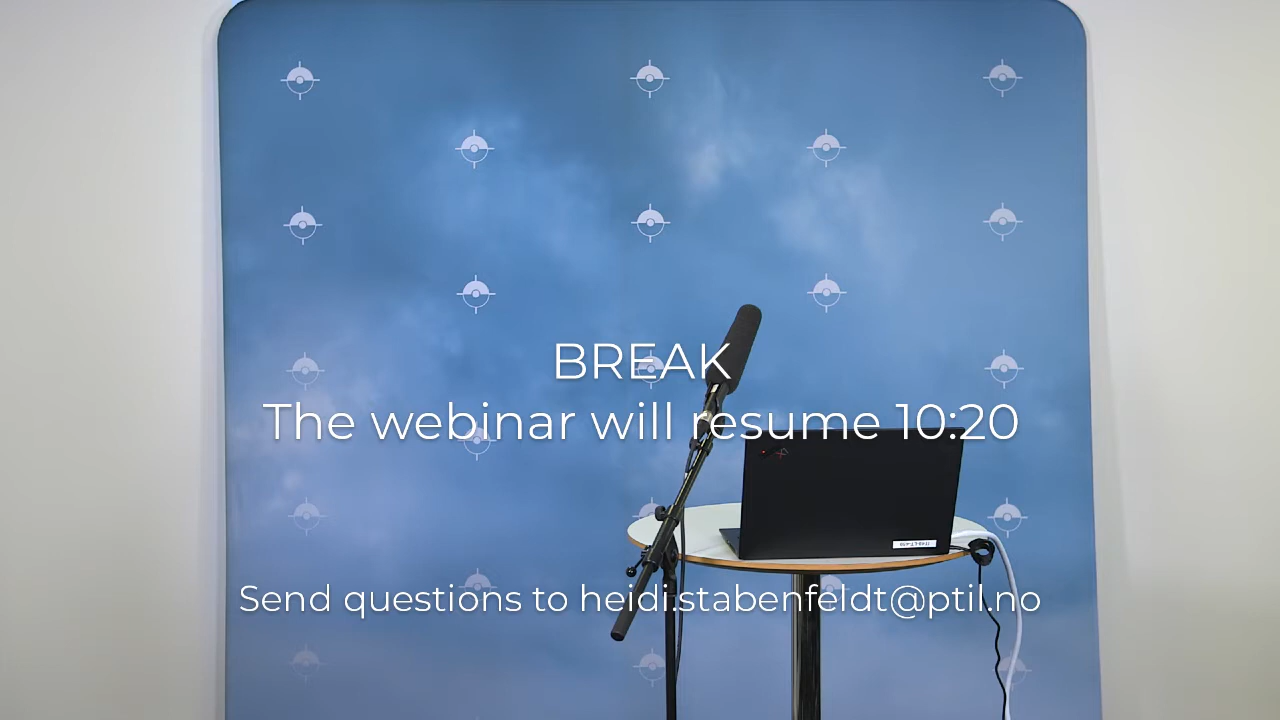 BREAK
The webinar will resume 10:20
Send questions to heidi.stabenfeldt@ptil.no